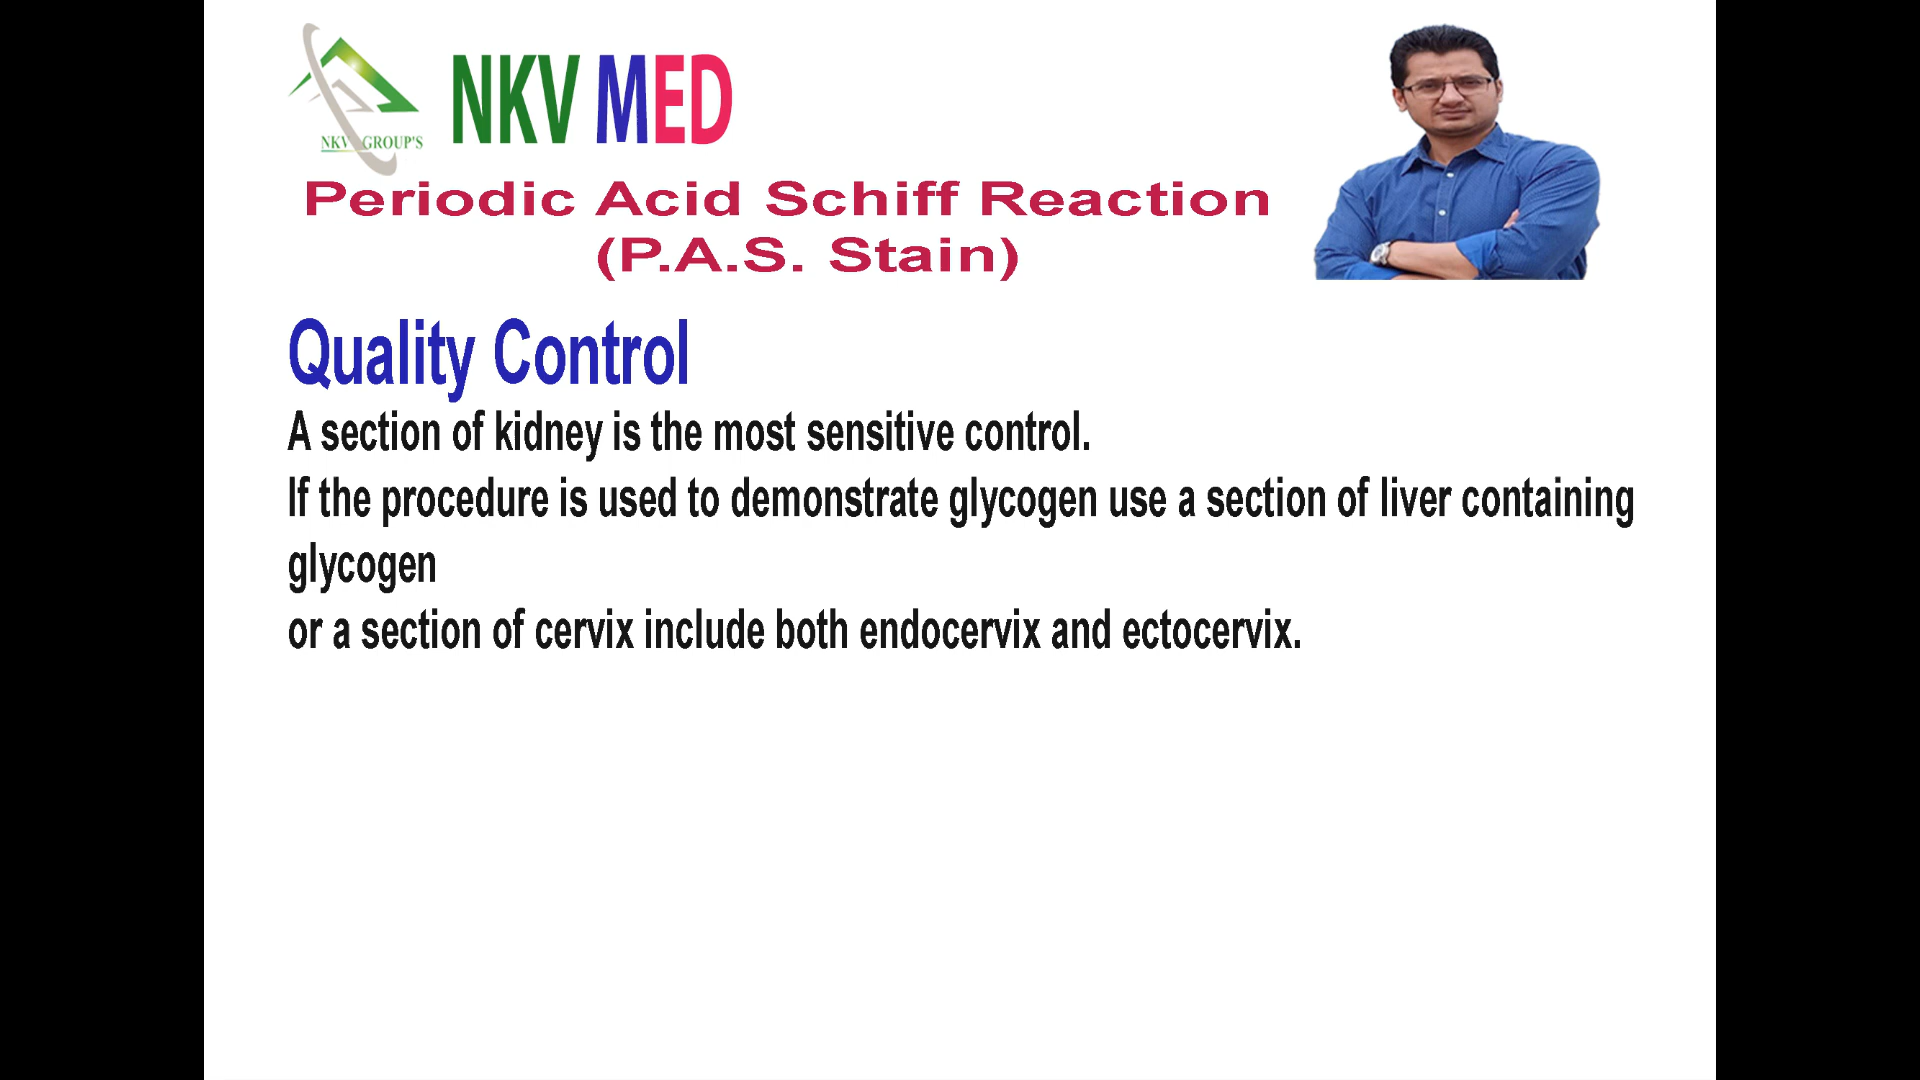 NKV GROUP'S
NKV MED
Periodic Acid Schiff Reaction
(P.A.S. Stain)
Quality Control
A section of kidney is the most sensitive control.
If the procedure is used to demonstrate glycogen use a section of liver containing
glycogen
or a section of cervix include both endocervix and ectocervix.